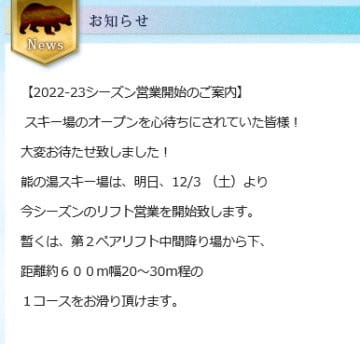 お知らせ
News
【2022-23シーズン営業開始のご案内】
スキー場のオープンを心待ちにされていた皆様！
大変お待たせ致しました！
熊の湯スキー場は、明日、12/3 （土）より
今シーズンのリフト営業を開始致します。
暫くは、第２ペアリフト中間降り場から下、
距離約６００ｍ幅20～30ｍ程の
１コースをお滑り頂けます。